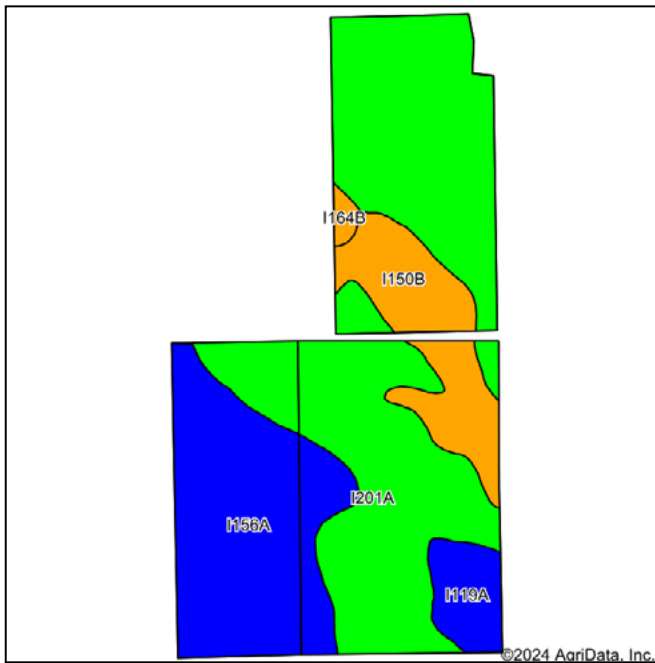 I164B
I150B
I201A
I156A
I119A
©2024 AgriData, Inc.